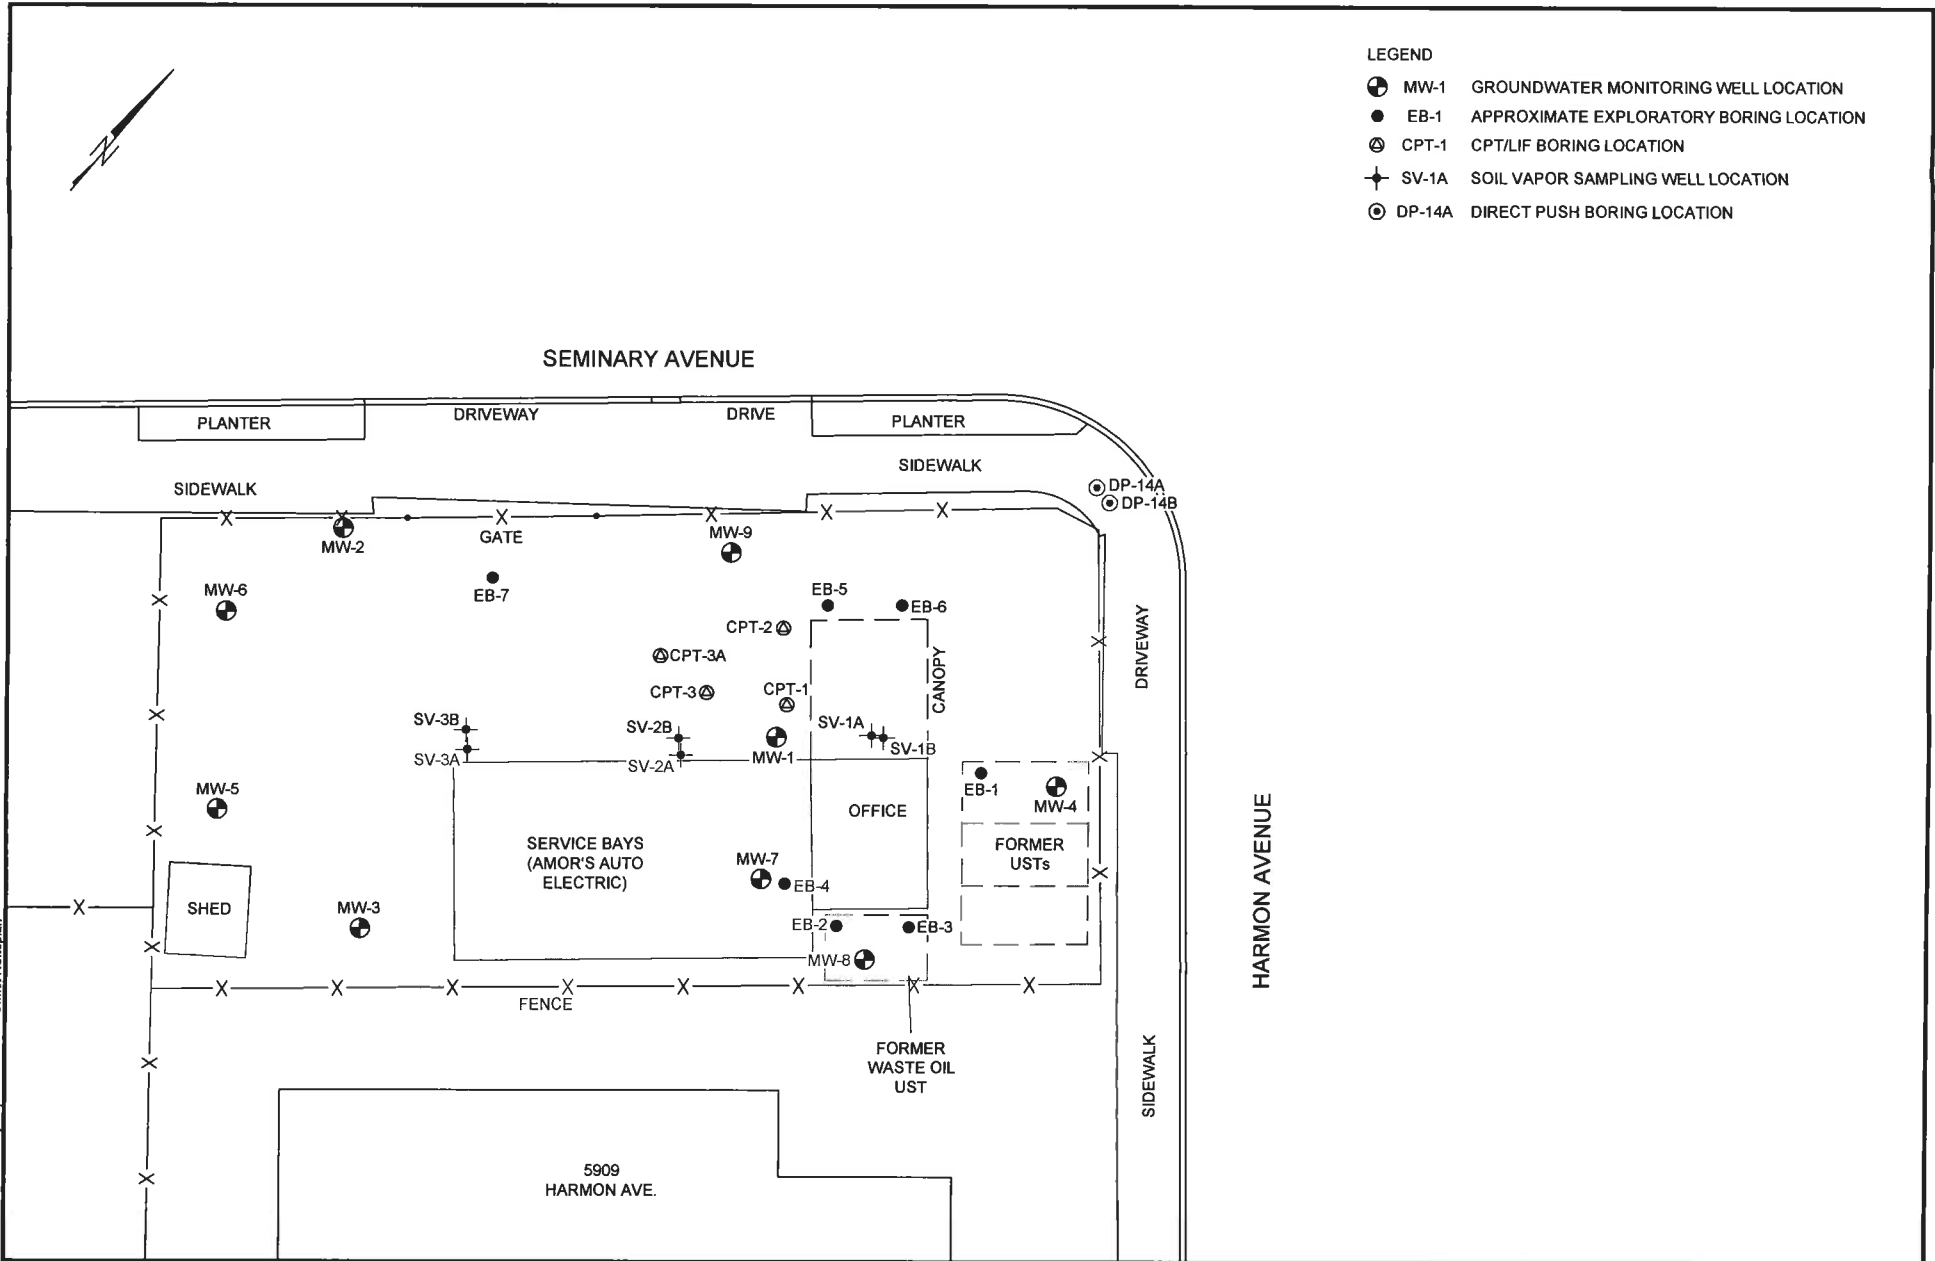 LEGEND
MW-1 GROUNDWATER MONITORING WELL LOCATION
EB-1 APPROXIMATE EXPLORATORY BORING LOCATION
CPT-1 CPT/LIF BORING LOCATION
SV-1A SOIL VAPOR SAMPLING WELL LOCATION
DP-14A DIRECT PUSH BORING LOCATION
N
SEMINARY AVENUE
PLANTER
DRIVEWAY
DRIVE
PLANTER
SIDEWALK
SIDEWALK
DP-14A
DP-14B
MW-2
GATE
MW-9
MW-6
EB-7
EB-5
EB-6
CPT-2
CPT-3A
CANOPY
DRIVEWAY
CPT-3
CPT-1
SV-3B
SV-2B
SV-1A
SV-1B
SV-3A
SV-2A
MW-1
MW-5
EB-1
MW-4
OFFICE
SERVICE BAYS
(AMOR'S AUTO
ELECTRIC)
FORMER
USTs
HARMON AVENUE
MW-7
EB-4
SHED
MW-3
EB-2
EB-3
MW-8
FENCE
FORMER
WASTE OIL
UST
SIDEWALK
5909
HARMON AVE.